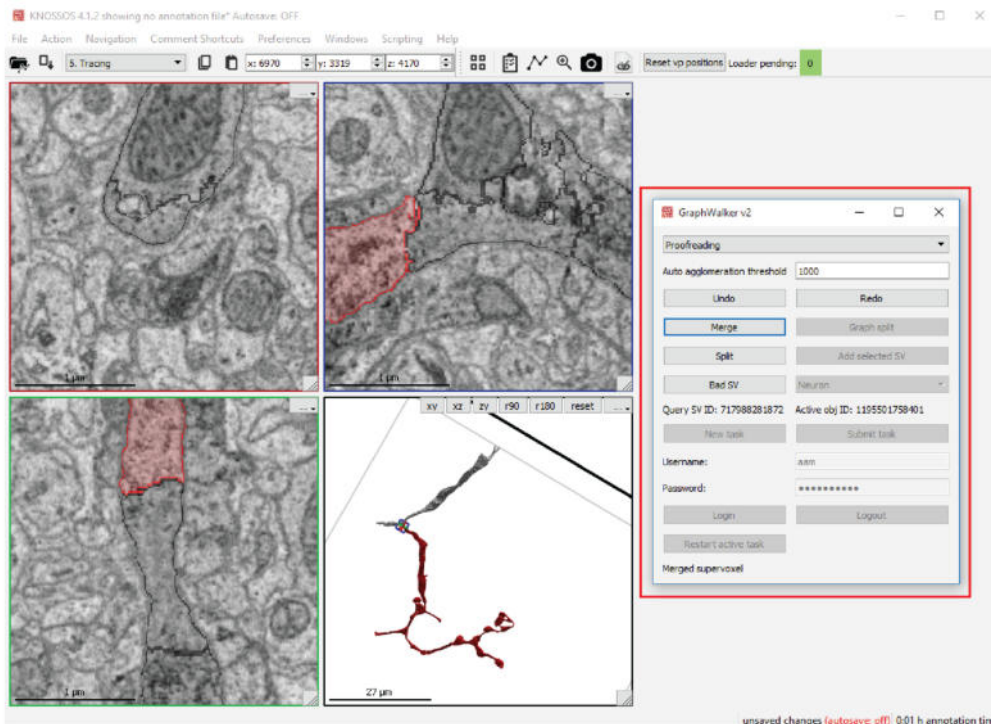 KNOSSOS 4.1.2 showing no annotation file* Autosave: OFF
File Action Navigation Comment Shortcuts Preferences Windows Scripting Help
5. Tracing x: 6970 y: 3319 z: 4170 Reset vp positions Loader pending: 0
1 µm
1 µm
xy xz zy r90 r180 reset ...
1 µm
27 µm
GraphWalker v2
Proofreading
Auto agglomeration threshold 1000
Undo Redo
Merge Graph split
Split Add selected SV
Bad SV Neuron
Query SV ID: 717988281872 Active obj ID: 1195501758401
New task Submit task
Username:
Password: **********
Login Logout
Restart active task
Merged supervoxel
unsaved changes (autosave: off) 0:01 h annotation tim